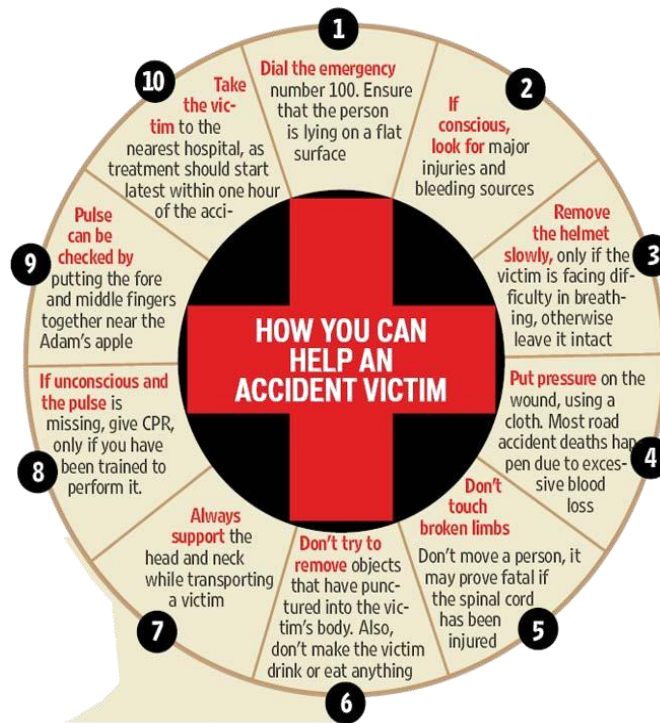 HOW YOU CAN
HELP AN
ACCIDENT VICTIM
1
Dial the emergency
number 100. Ensure
that the person
is lying on a flat
surface
2
If
conscious,
look for major
injuries and
bleeding sources
3
Remove
the helmet
slowly, only if the
victim is facing dif-
ficulty in breath-
ing, otherwise
leave it intact
4
Put pressure on the
wound, using a
cloth. Most road
accident deaths hap
pen due to exces-
sive blood
loss
5
Don't
touch
broken limbs
Don't move a person, it
may prove fatal if
the spinal cord
has been
injured
6
Don't try to
remove objects
that have punc-
tured into the vic-
tim's body. Also,
don't make the victim
drink or eat anything
7
Always
support the
head and neck
while transporting
a victim
8
If unconscious and
the pulse is
missing, give CPR,
only if you have
been trained to
perform it.
9
Pulse
can be
checked by
putting the fore
and middle fingers
together near the
Adam's apple
10
Take
the vic-
tim to the
nearest hospital, as
treatment should start
latest within one hour
of the acci-